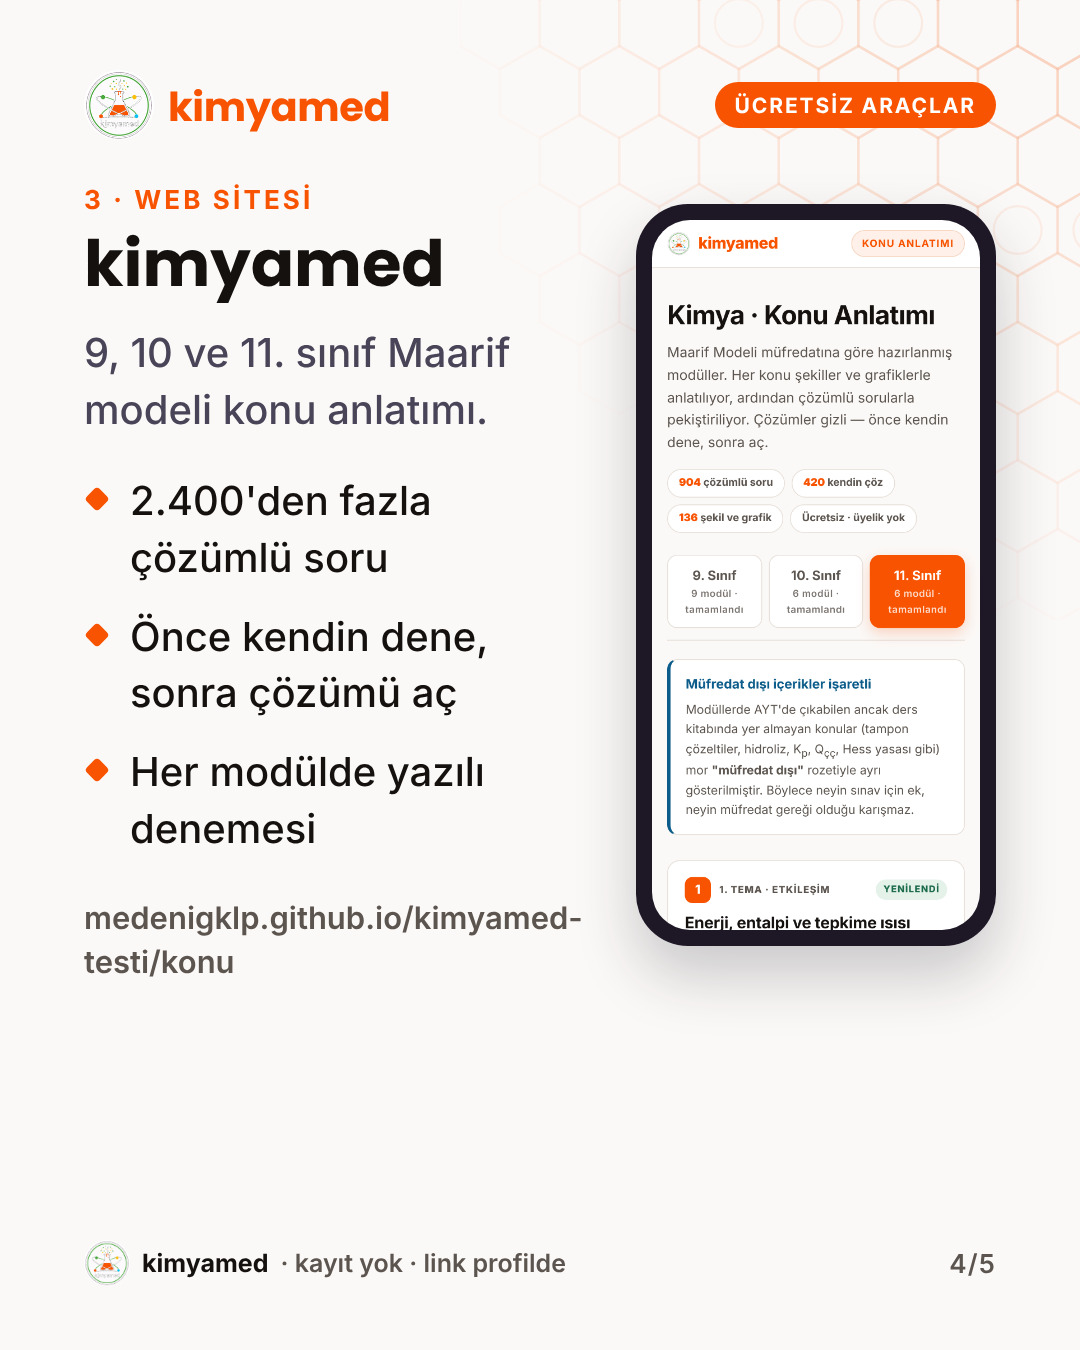 kimyamed
ÜCRETSİZ ARAÇLAR
3 · WEB SİTESİ
kimyamed
9, 10 ve 11. sınıf Maarif
modeli konu anlatımı.
2.400'den fazla
çözümlü soru
Önce kendin dene,
sonra çözümü aç
Her modülde yazılı
denemesi
medenigklp.github.io/kimyamed-
testi/konu
kimyamed
KONU ANLATIMI
Kimya · Konu Anlatımı
Maarif Modeli müfredatına göre hazırlanmış
modüller. Her konu şekiller ve grafiklerle
anlatılıyor, ardından çözümlü sorularla
pekiştiriliyor. Çözümler gizli — önce kendin
dene, sonra aç.
904 çözümlü soru
420 kendin çöz
136 şekil ve grafik
Ücretsiz · üyelik yok
9. Sınıf
9 modül ·
tamamlandı
10. Sınıf
6 modül ·
tamamlandı
11. Sınıf
6 modül ·
tamamlandı
Müfredat dışı içerikler işaretli
Modüllerde AYT'de çıkabilen ancak ders
kitabında yer almayan konular (tampon
çözeltiler, hidroliz, Kp, Qçç, Hess yasası gibi)
mor "müfredat dışı" rozetiyle ayrı
gösterilmiştir. Böylece neyin sınav için ek,
neyin müfredat gereği olduğu karışmaz.
1
1. TEMA · ETKİLEŞİM
YENİLENDİ
Enerji, entalpi ve tepkime ısısı
kimyamed · kayıt yok · link profilde
4/5